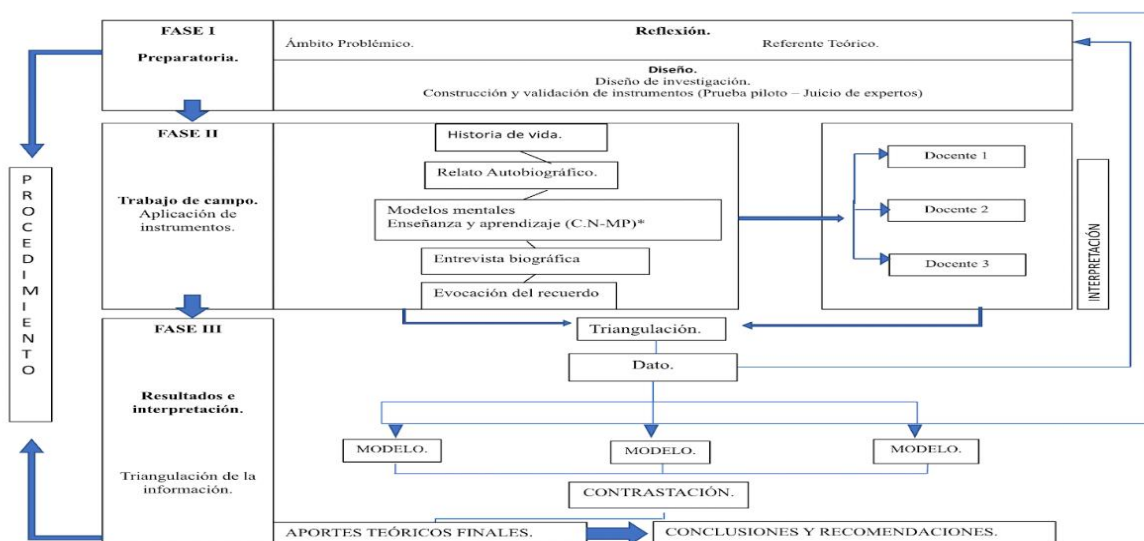 FASE I
Preparatoria.
Reflexión.
Ámbito Problémico.
Referente Teórico.
Diseño.
Diseño de investigación.
Construcción y validación de instrumentos (Prueba piloto – Juicio de expertos)
PROCEDIMIENTO
FASE II
Trabajo de campo.
Aplicación de
instrumentos.
Historia de vida.
Relato Autobiográfico.
Modelos mentales
Enseñanza y aprendizaje (C.N-MP)*
Entrevista biográfica
Evocación del recuerdo
Docente 1
Docente 2
Docente 3
INTERPRETACIÓN
FASE III
Resultados e
interpretación.
Triangulación de la
información.
Triangulación.
Dato.
MODELO.
MODELO.
MODELO.
CONTRASTACIÓN.
APORTES TEÓRICOS FINALES.
CONCLUSIONES Y RECOMENDACIONES.